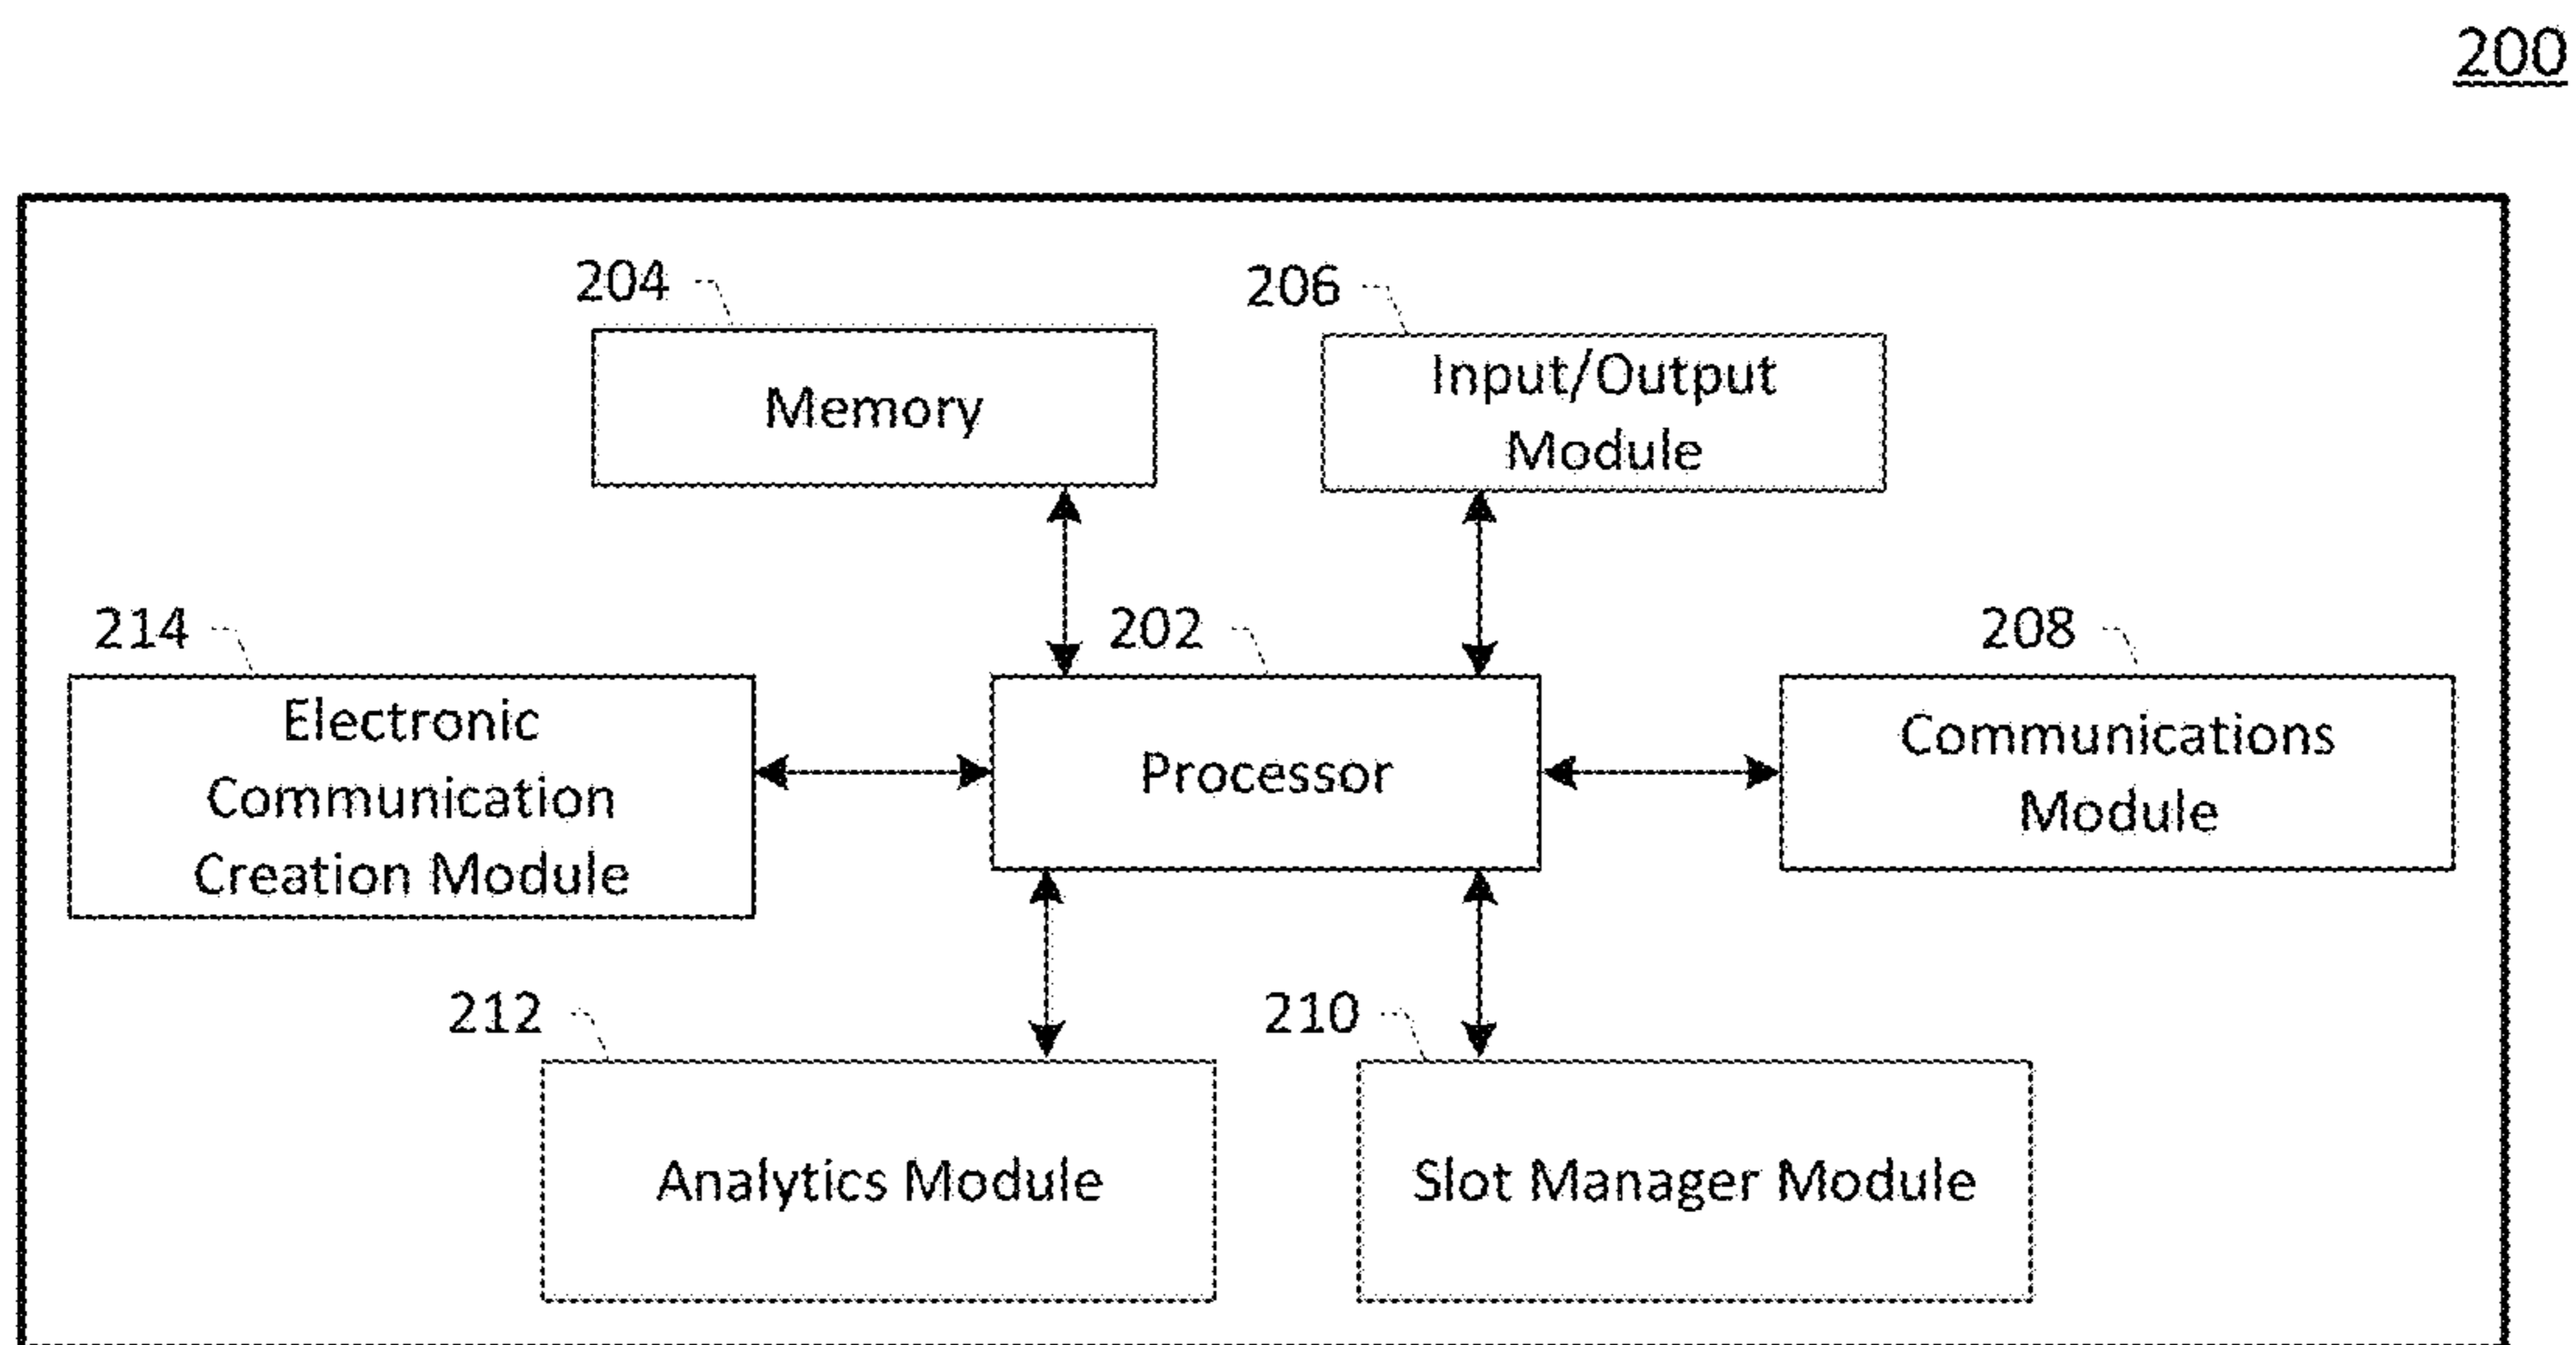 200
204
206
Memory
Input/Output
Module
214
202
208
Electronic
Communication
Creation Module
Processor
Communications
Module
212
210
Analytics Module
Slot Manager Module